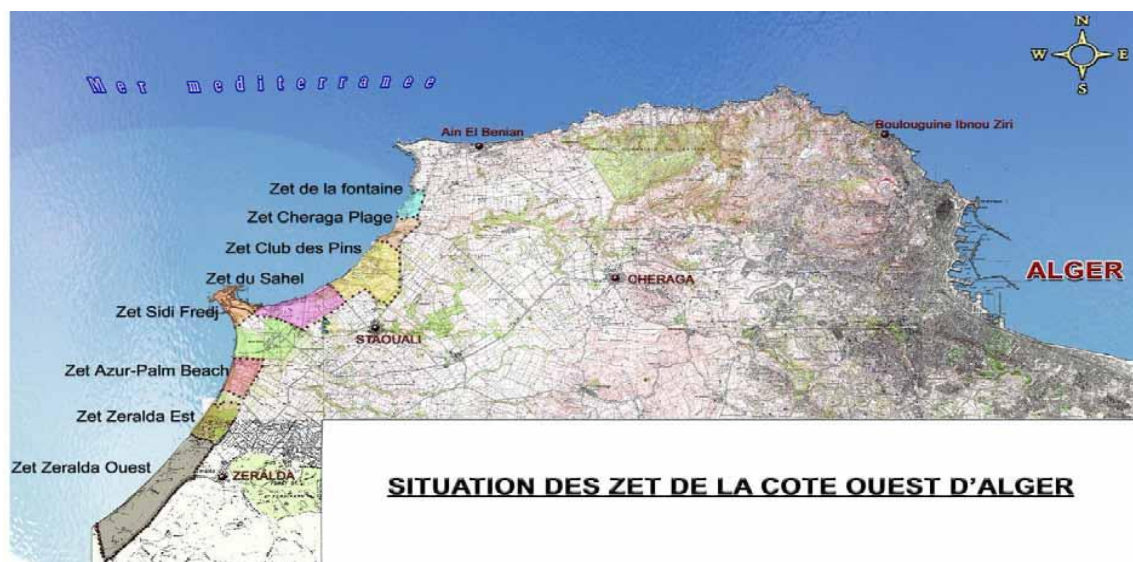 N
W E
S
Mer mediterranee
Boulouguine Ibnou Ziri
Ain El Benian
Zet de la fontaine
Zet Cheraga Plage
Zet Club des Pins
Zet du Sahel
CHERAGA
ALGER
Zet Sidi Fredj
STAOUALI
Zet Azur-Palm Beach
Zet Zeralda Est
Zet Zeralda Ouest
ZERALDA
SITUATION DES ZET DE LA COTE OUEST D'ALGER